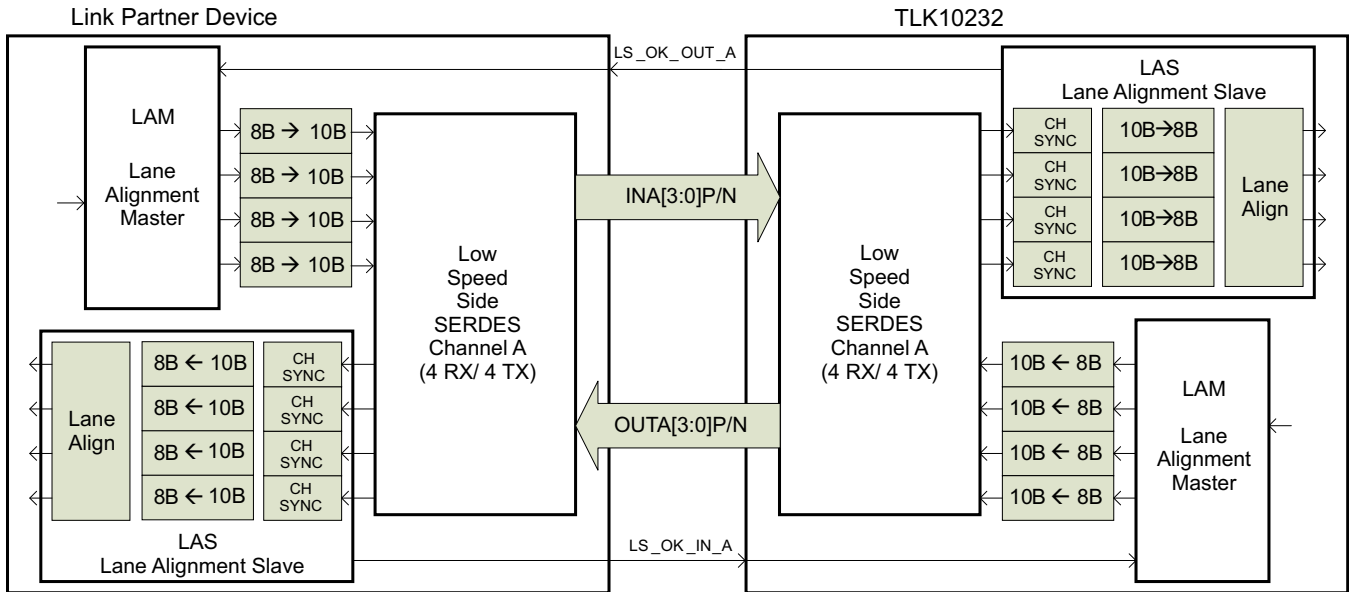 Link Partner Device
TLK10232
LS_OK_OUT_A
LAM
Lane
Alignment
Master
8B → 10B
8B → 10B
8B → 10B
8B → 10B
Low
Speed
Side
SERDES
Channel A
(4 RX/ 4 TX)
INA[3:0]P/N
OUTA[3:0]P/N
Low
Speed
Side
SERDES
Channel A
(4 RX/ 4 TX)
LAS
Lane Alignment Slave
CH
SYNC
CH
SYNC
CH
SYNC
CH
SYNC
10B→8B
10B→8B
10B→8B
10B→8B
Lane
Align
Lane
Align
8B ← 10B
8B ← 10B
8B ← 10B
8B ← 10B
CH
SYNC
CH
SYNC
CH
SYNC
CH
SYNC
LAS
Lane Alignment Slave
10B ← 8B
10B ← 8B
10B ← 8B
10B ← 8B
LAM
Lane
Alignment
Master
LS_OK_IN_A